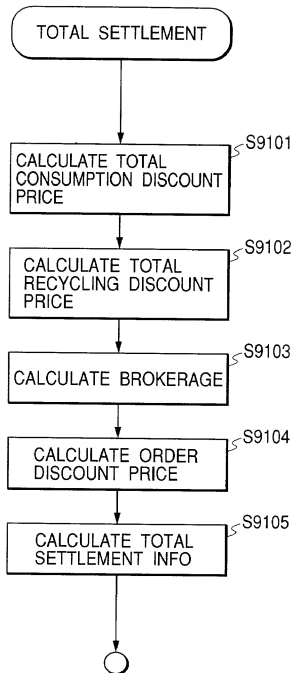 TOTAL SETTLEMENT
S9101
CALCULATE TOTAL
CONSUMPTION DISCOUNT
PRICE
S9102
CALCULATE TOTAL
RECYCLING DISCOUNT
PRICE
S9103
CALCULATE BROKERAGE
S9104
CALCULATE ORDER
DISCOUNT PRICE
S9105
CALCULATE TOTAL
SETTLEMENT INFO